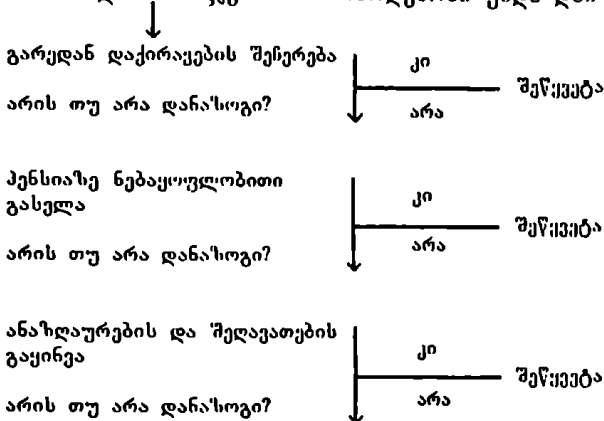 გარედან დაქირავების შეჩერება
კი
შეწყვეტა
არის თუ არა დანაზოგი?
არა
პენსიაზე ნებაყოფლობითი
გასვლა
კი
შეწყვეტა
არის თუ არა დანაზოგი?
არა
ანაზღაურების და შეღავათების
გაყინვა
კი
შეწყვეტა
არის თუ არა დანაზოგი?
არა